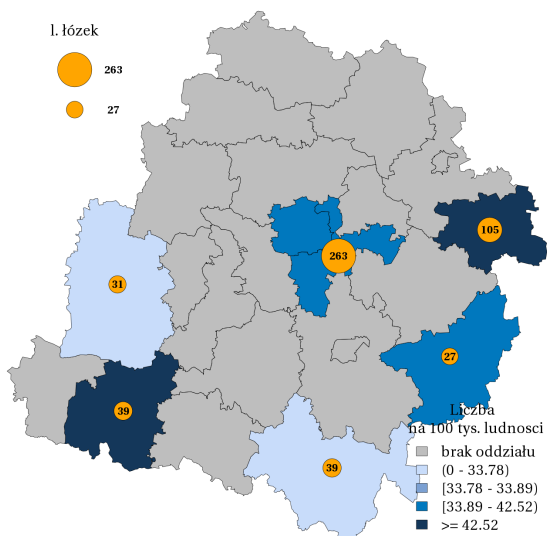 l. łózek
263
27
105
263
31
27
39
39
Liczba
na 100 tys. ludnosci
brak oddziału
(0 - 33.78)
[33.78 - 33.89)
[33.89 - 42.52)
>= 42.52